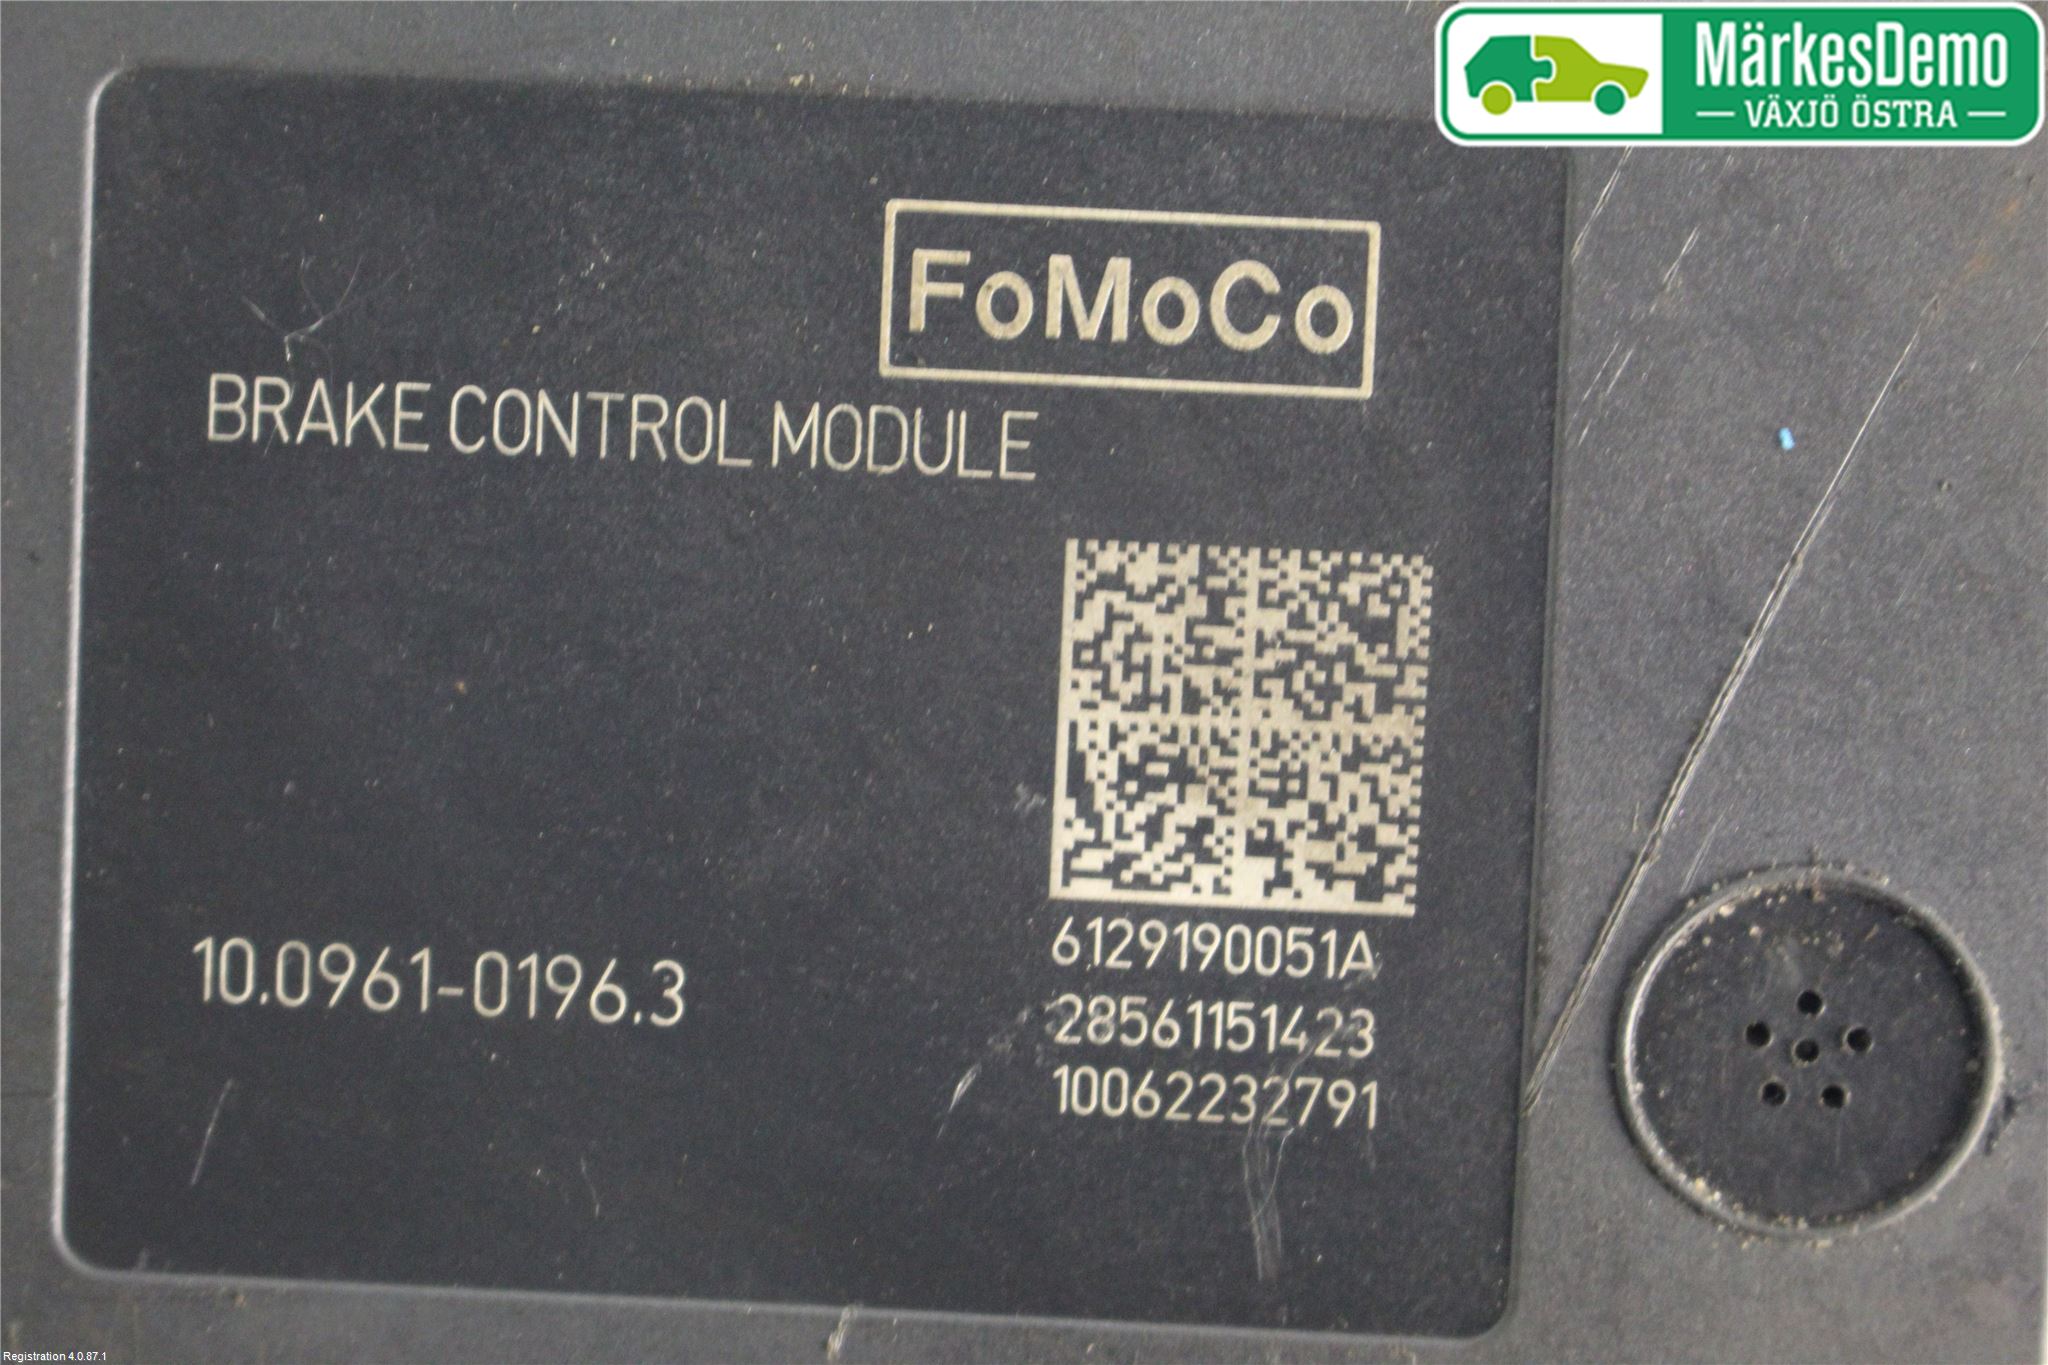 MärkesDemo
VÄXJÖ ÖSTRA
FoMoCo
BRAKE CONTROL MODULE
6129190051A
10.0961-0196.3
28561151423
10062232791
Registration 4.0.87.1